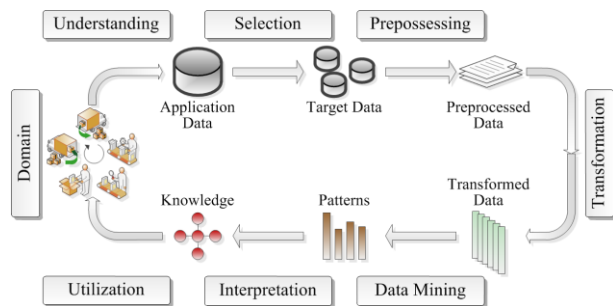 Understanding
Selection
Prepossessing
Application
Data
Target Data
Preprocessed
Data
Domain
Transformation
Knowledge
Patterns
Transformed
Data
Utilization
Interpretation
Data Mining